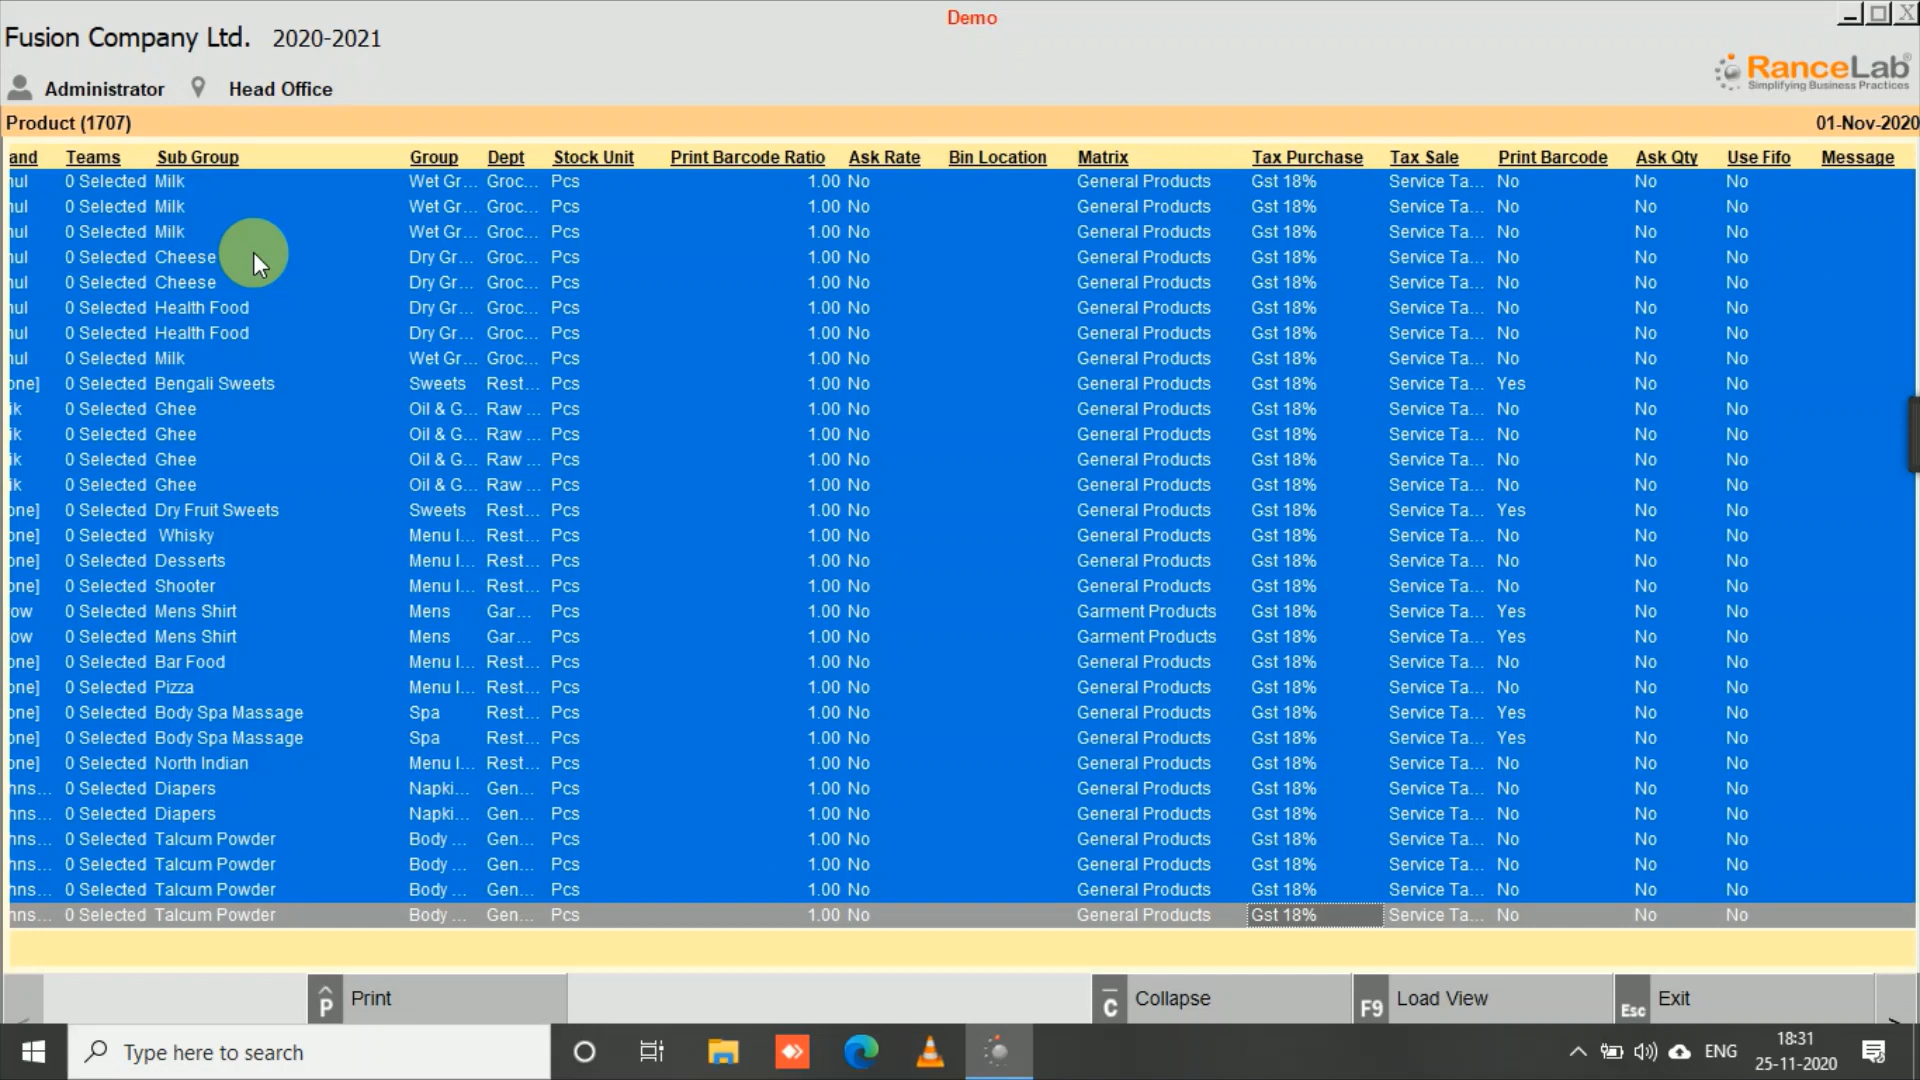 Demo
Fusion Company Ltd. 2020-2021
Administrator Head Office
RanceLab®
Simplifying Business Practices
Product (1707) 01-Nov-2020
and Teams Sub Group Group Dept Stock Unit Print Barcode Ratio Ask Rate Bin Location Matrix Tax Purchase Tax Sale Print Barcode Ask Qty Use Fifo Message
nul 0 Selected Milk Wet Gr... Groc... Pcs 1.00 No General Products Gst 18% Service Ta... No No No
nul 0 Selected Milk Wet Gr... Groc... Pcs 1.00 No General Products Gst 18% Service Ta... No No No
nul 0 Selected Milk Wet Gr... Groc... Pcs 1.00 No General Products Gst 18% Service Ta... No No No
nul 0 Selected Cheese Dry Gr... Groc... Pcs 1.00 No General Products Gst 18% Service Ta... No No No
nul 0 Selected Cheese Dry Gr... Groc... Pcs 1.00 No General Products Gst 18% Service Ta... No No No
nul 0 Selected Health Food Dry Gr... Groc... Pcs 1.00 No General Products Gst 18% Service Ta... No No No
nul 0 Selected Health Food Dry Gr... Groc... Pcs 1.00 No General Products Gst 18% Service Ta... No No No
nul 0 Selected Milk Wet Gr... Groc... Pcs 1.00 No General Products Gst 18% Service Ta... No No No
one] 0 Selected Bengali Sweets Sweets Rest... Pcs 1.00 No General Products Gst 18% Service Ta... Yes No No
ik 0 Selected Ghee Oil & G... Raw ... Pcs 1.00 No General Products Gst 18% Service Ta... No No No
ik 0 Selected Ghee Oil & G... Raw ... Pcs 1.00 No General Products Gst 18% Service Ta... No No No
ik 0 Selected Ghee Oil & G... Raw ... Pcs 1.00 No General Products Gst 18% Service Ta... No No No
ik 0 Selected Ghee Oil & G... Raw ... Pcs 1.00 No General Products Gst 18% Service Ta... No No No
one] 0 Selected Dry Fruit Sweets Sweets Rest... Pcs 1.00 No General Products Gst 18% Service Ta... Yes No No
one] 0 Selected Whisky Menu I... Rest... Pcs 1.00 No General Products Gst 18% Service Ta... No No No
one] 0 Selected Desserts Menu I... Rest... Pcs 1.00 No General Products Gst 18% Service Ta... No No No
one] 0 Selected Shooter Menu I... Rest... Pcs 1.00 No General Products Gst 18% Service Ta... No No No
ow 0 Selected Mens Shirt Mens Gar... Pcs 1.00 No Garment Products Gst 18% Service Ta... Yes No No
ow 0 Selected Mens Shirt Mens Gar... Pcs 1.00 No Garment Products Gst 18% Service Ta... Yes No No
one] 0 Selected Bar Food Menu I... Rest... Pcs 1.00 No General Products Gst 18% Service Ta... No No No
one] 0 Selected Pizza Menu I... Rest... Pcs 1.00 No General Products Gst 18% Service Ta... No No No
one] 0 Selected Body Spa Massage Spa Rest... Pcs 1.00 No General Products Gst 18% Service Ta... Yes No No
one] 0 Selected Body Spa Massage Spa Rest... Pcs 1.00 No General Products Gst 18% Service Ta... Yes No No
one] 0 Selected North Indian Menu I... Rest... Pcs 1.00 No General Products Gst 18% Service Ta... No No No
nns... 0 Selected Diapers Napki... Gen... Pcs 1.00 No General Products Gst 18% Service Ta... No No No
nns... 0 Selected Diapers Napki... Gen... Pcs 1.00 No General Products Gst 18% Service Ta... No No No
nns... 0 Selected Talcum Powder Body ... Gen... Pcs 1.00 No General Products Gst 18% Service Ta... No No No
nns... 0 Selected Talcum Powder Body ... Gen... Pcs 1.00 No General Products Gst 18% Service Ta... No No No
nns... 0 Selected Talcum Powder Body ... Gen... Pcs 1.00 No General Products Gst 18% Service Ta... No No No
nns... 0 Selected Talcum Powder Body ... Gen... Pcs 1.00 No General Products Gst 18% Service Ta... No No No
P Print C Collapse F9 Load View Esc Exit
Type here to search ENG 18:31
25-11-2020